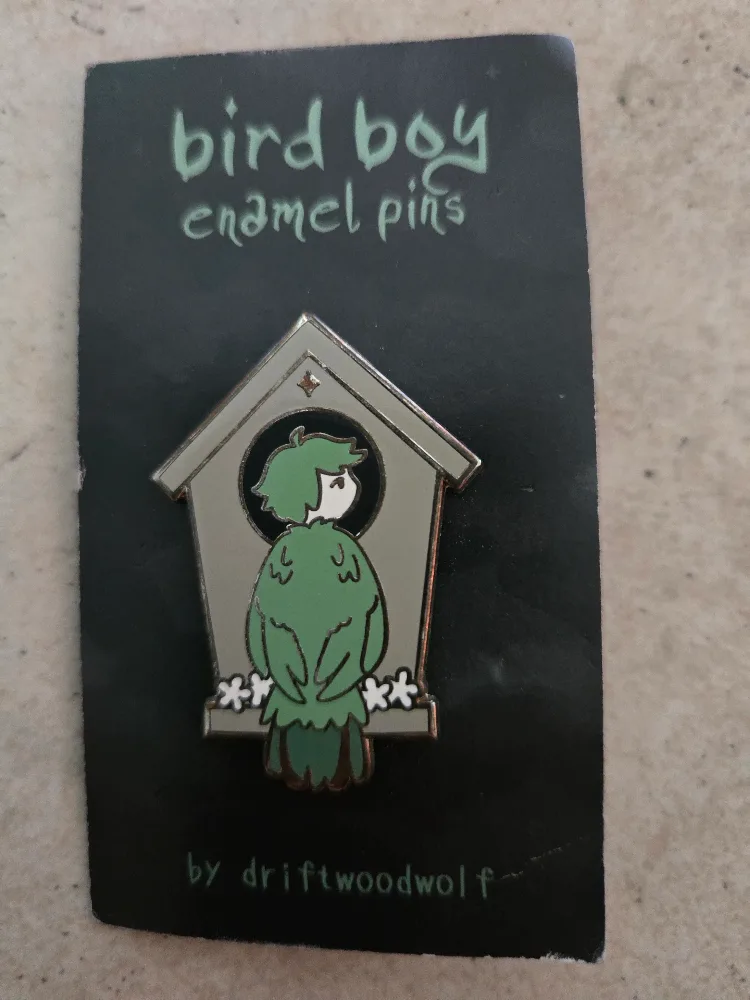 bird boy
enamel pins
by driftwoodwolf